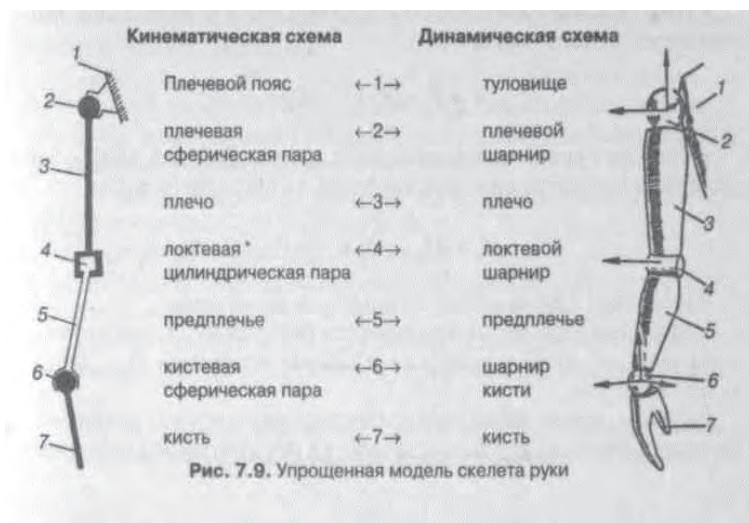 Кинематическая схема Динамическая схема
1 Плечевой пояс ←1→ туловище 1
2 плечевая ←2→ плечевой 2
сферическая пара шарнир
3 плечо ←3→ плечо 3
4 локтевая ←4→ локтевой 4
цилиндрическая пара шарнир
5 предплечье ←5→ предплечье 5
6 кистевая ←6→ шарнир 6
сферическая пара кисти
7 кисть ←7→ кисть 7
Рис. 7.9. Упрощенная модель скелета руки